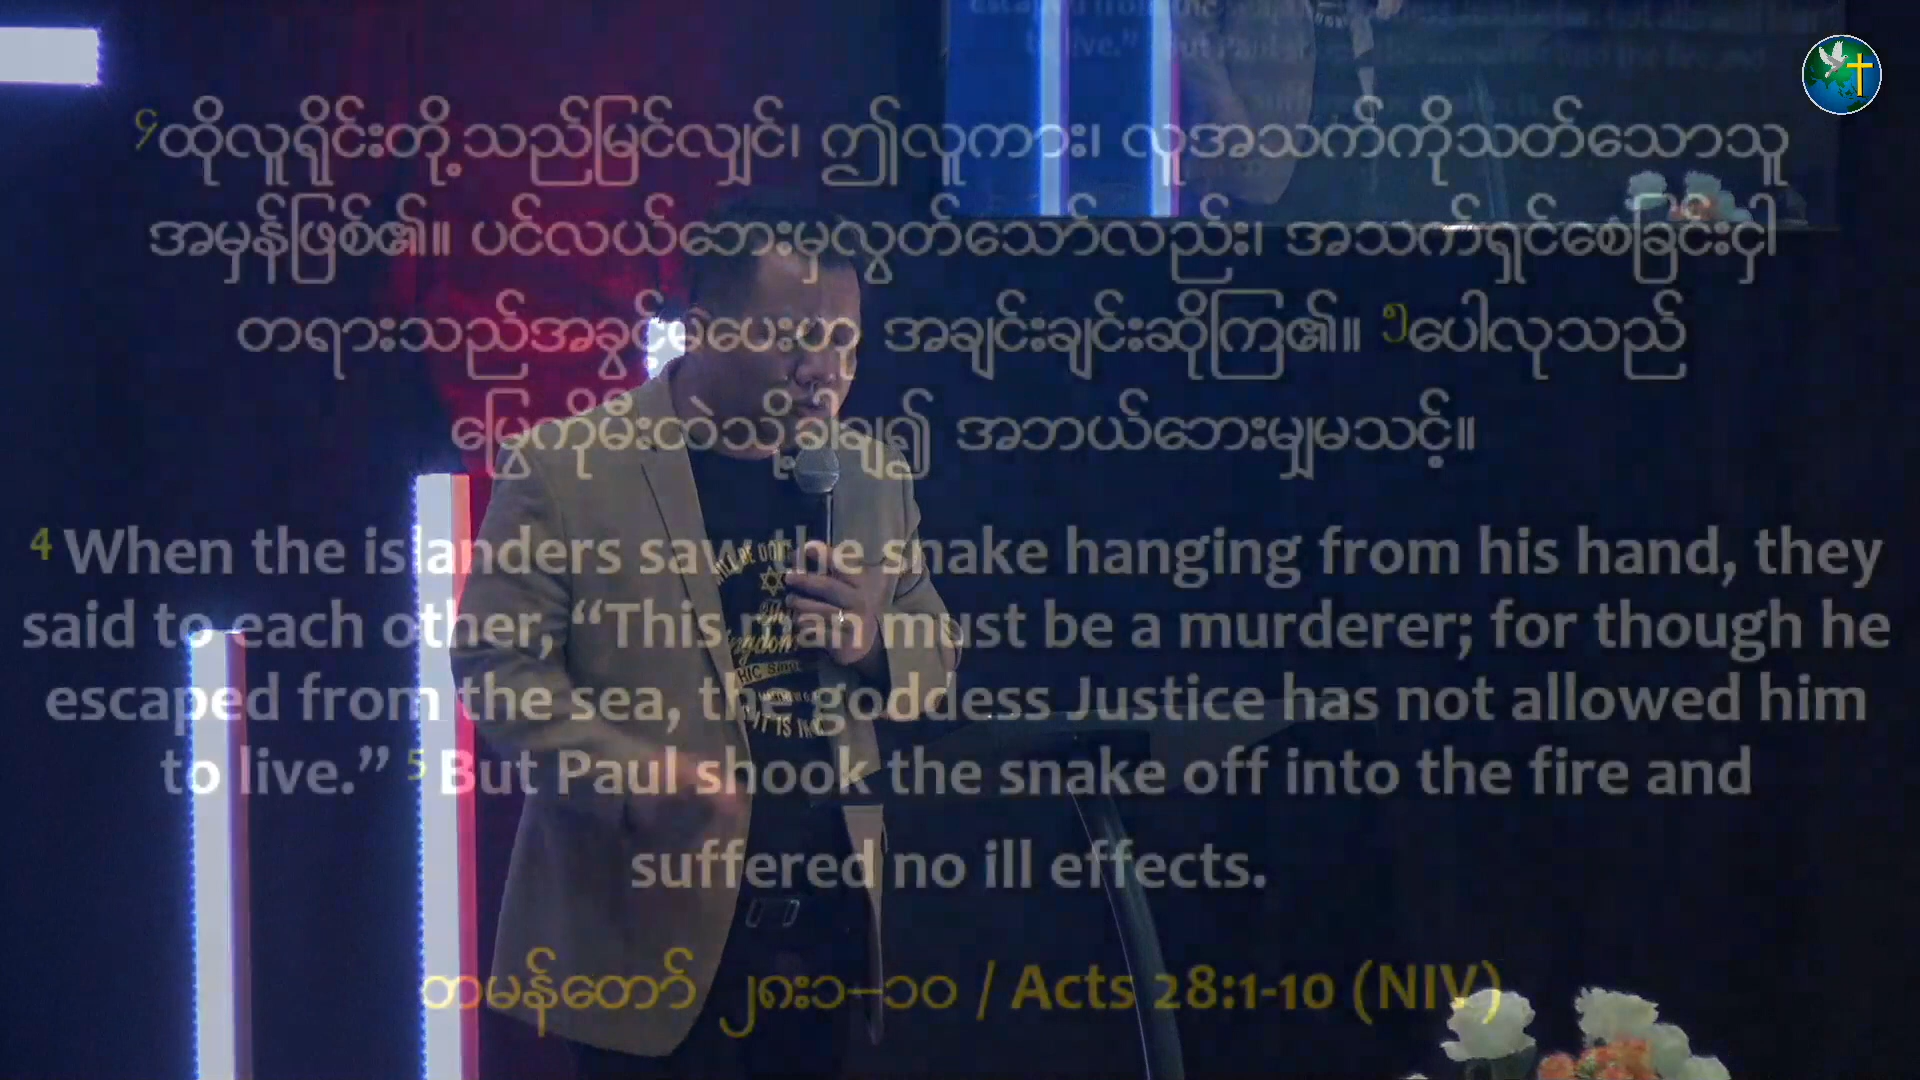 ၄ထိုလူရိုင်းတို့သည်မြင်လျှင်၊ ဤလူကား၊ လူအသက်ကိုသတ်သောသူ
အမှန်ဖြစ်၏။ ပင်လယ်ဘေးမှလွတ်သော်လည်း၊ အသက်ရှင်စေခြင်းငှါ
တရားသည်အခွင့်မပေးဟု အချင်းချင်းဆိုကြ၏။ ၅ပေါလုသည်
မြွေကိုမီးထဲသို့ခါချ၍ အဘယ်ဘေးမျှမသင့်။
4 When the islanders saw the snake hanging from his hand, they
said to each other, “This man must be a murderer; for though he
escaped from the sea, the goddess Justice has not allowed him
to live.” 5 But Paul shook the snake off into the fire and
suffered no ill effects.
တမန်တော် ၂၈း၁–၁၀ / Acts 28:1-10 (NIV)